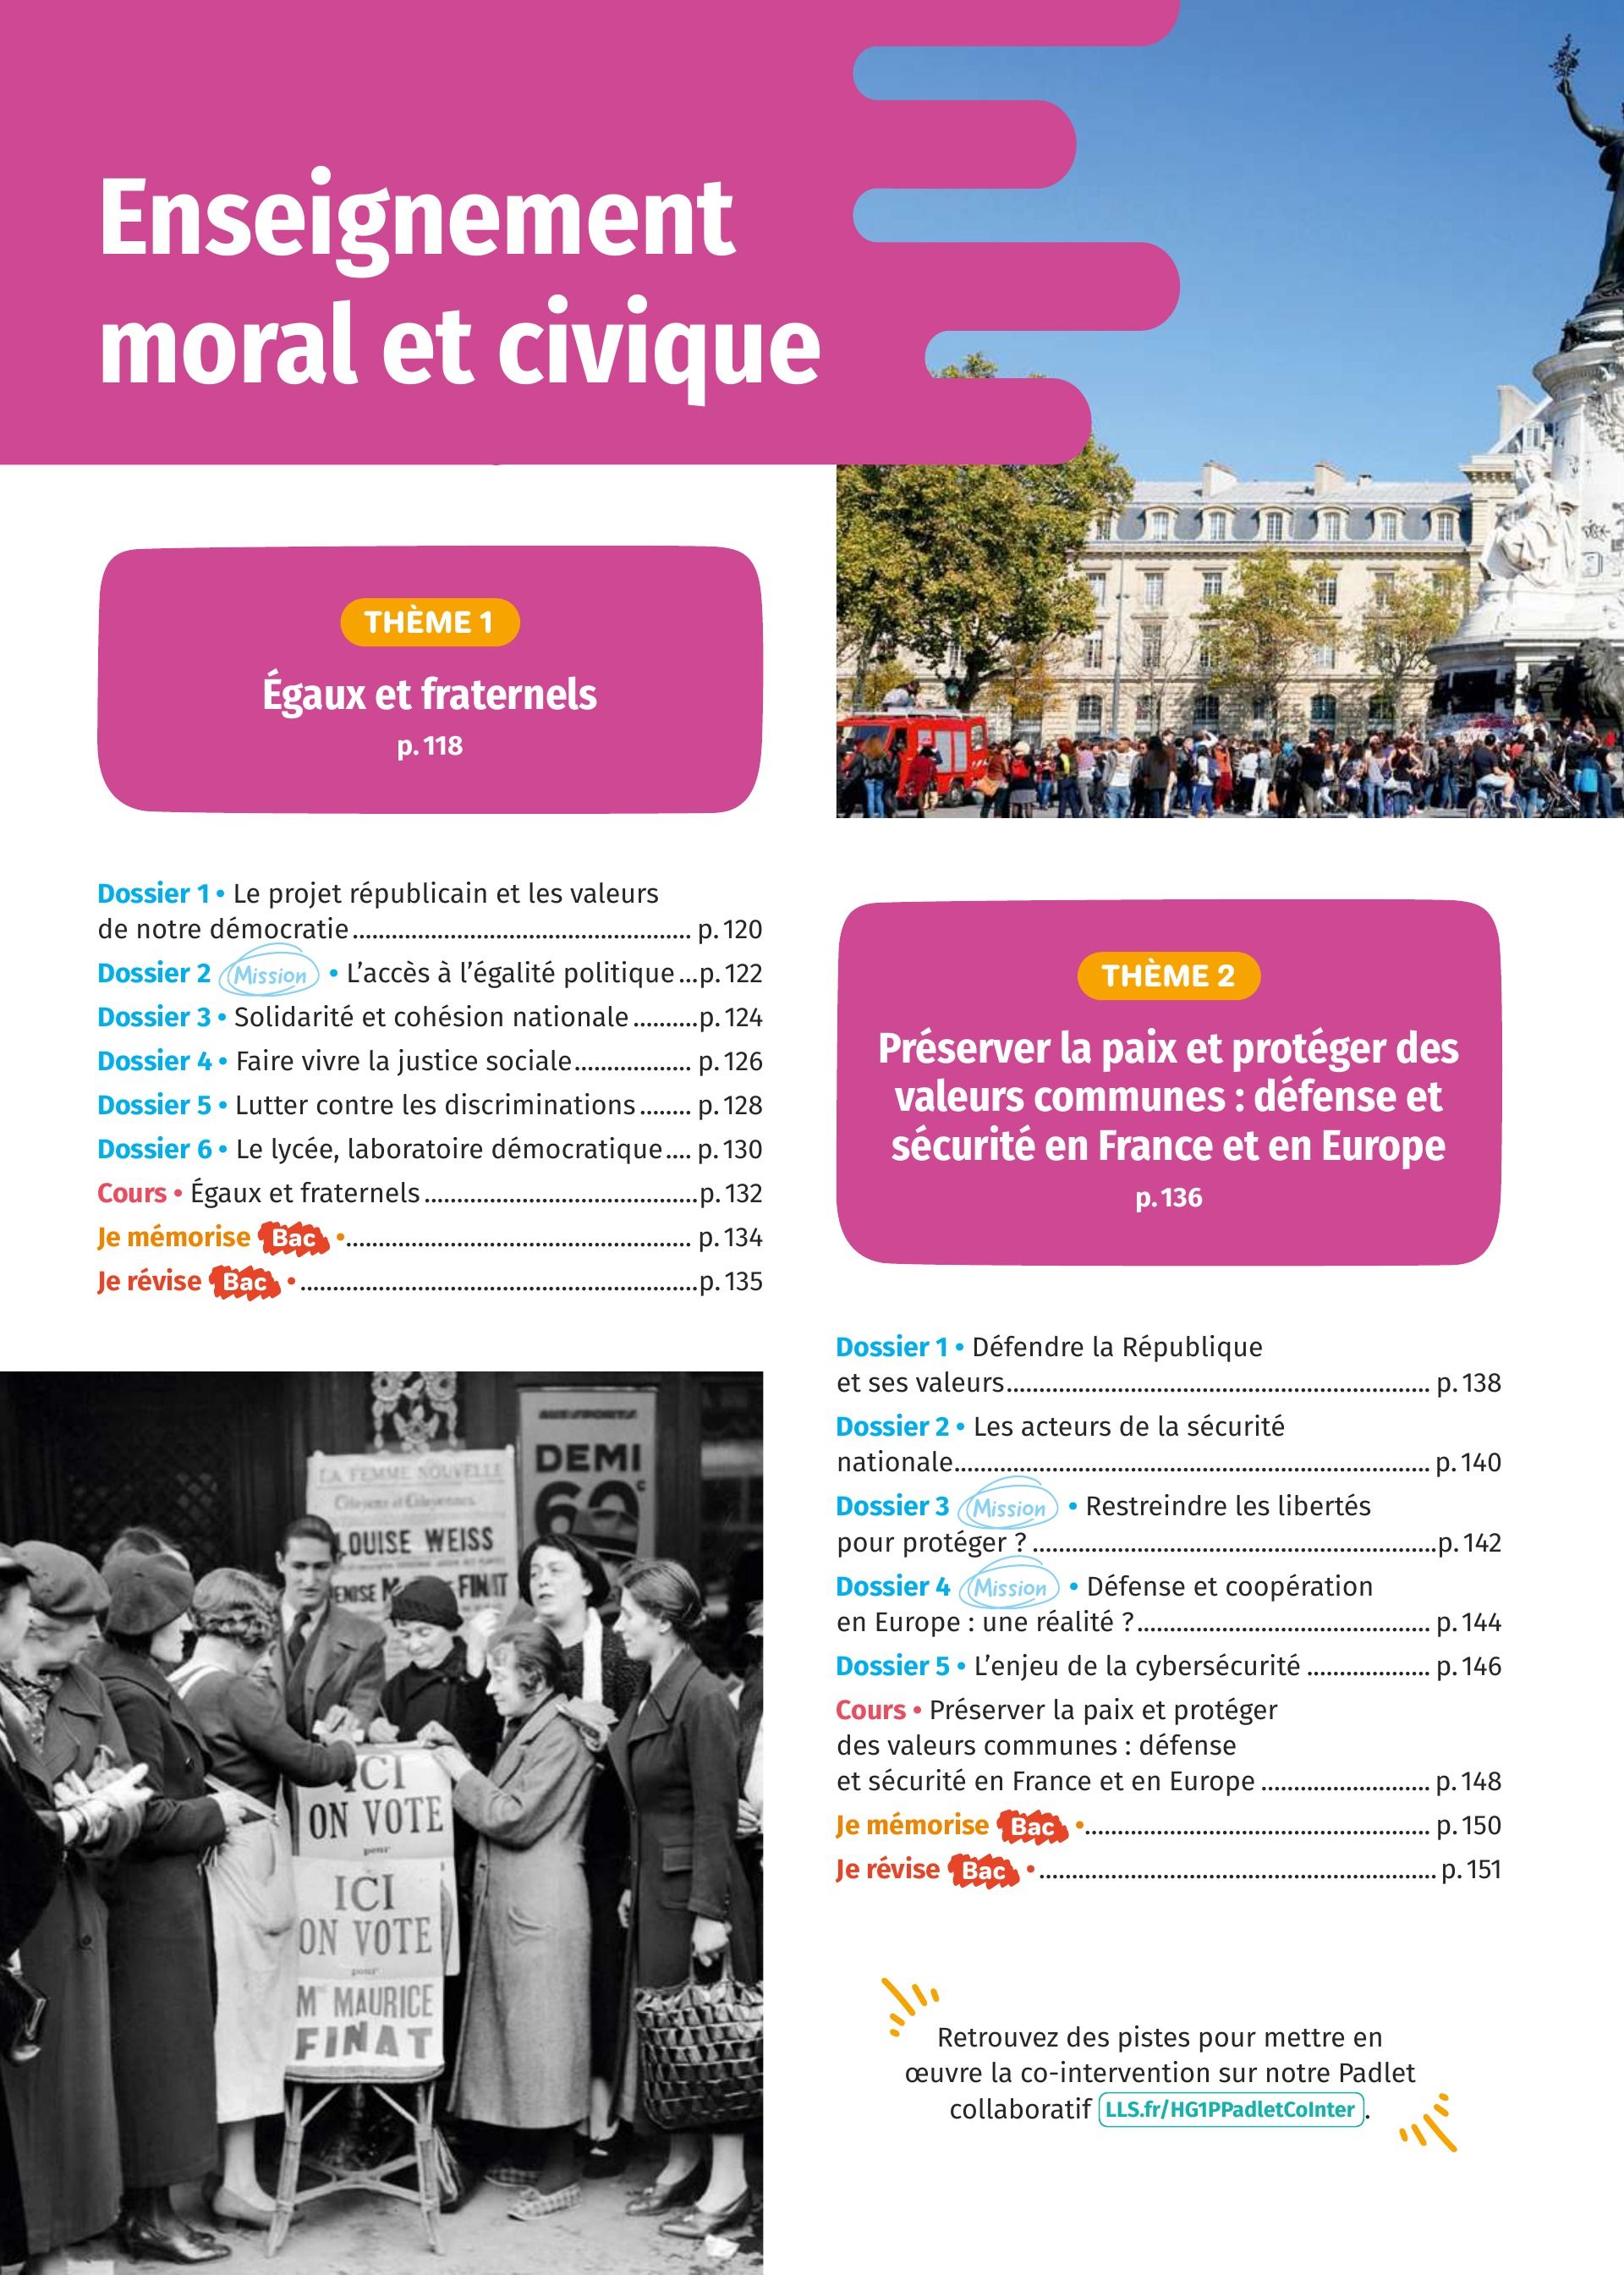 Enseignement
moral et civique
THÈME 1
Égaux et fraternels
p. 118
Dossier 1 • Le projet républicain et les valeurs
de notre démocratie.................................................... p. 120
Dossier 2 Mission • L’accès à l’égalité politique...p. 122
Dossier 3 • Solidarité et cohésion nationale..........p. 124
Dossier 4 • Faire vivre la justice sociale.................. p. 126
Dossier 5 • Lutter contre les discriminations........ p. 128
Dossier 6 • Le lycée, laboratoire démocratique.... p. 130
Cours • Égaux et fraternels..........................................p. 132
Je mémorise Bac •..................................................... p. 134
Je révise Bac • .............................................................p. 135
LA FEMME NOUVELLE
Citoyens et Citoyennes
LOUISE WEISS
FINAT
DEMI
60
ICI
ON VOTE
pour
ICI
ON VOTE
pour
Mme MAURICE
FINAT
THÈME 2
Préserver la paix et protéger des
valeurs communes : défense et
sécurité en France et en Europe
p. 136
Dossier 1 • Défendre la République
et ses valeurs................................................................. p. 138
Dossier 2 • Les acteurs de la sécurité
nationale......................................................................... p. 140
Dossier 3 Mission • Restreindre les libertés
pour protéger ?..............................................................p. 142
Dossier 4 Mission • Défense et coopération
en Europe : une réalité ?............................................. p. 144
Dossier 5 • L’enjeu de la cybersécurité ................... p. 146
Cours • Préserver la paix et protéger
des valeurs communes : défense
et sécurité en France et en Europe .......................... p. 148
Je mémorise Bac •..................................................... p. 150
Je révise Bac • ............................................................. p. 151
Retrouvez des pistes pour mettre en
œuvre la co-intervention sur notre Padlet
collaboratif LLS.fr/HG1PPadletCoInter .